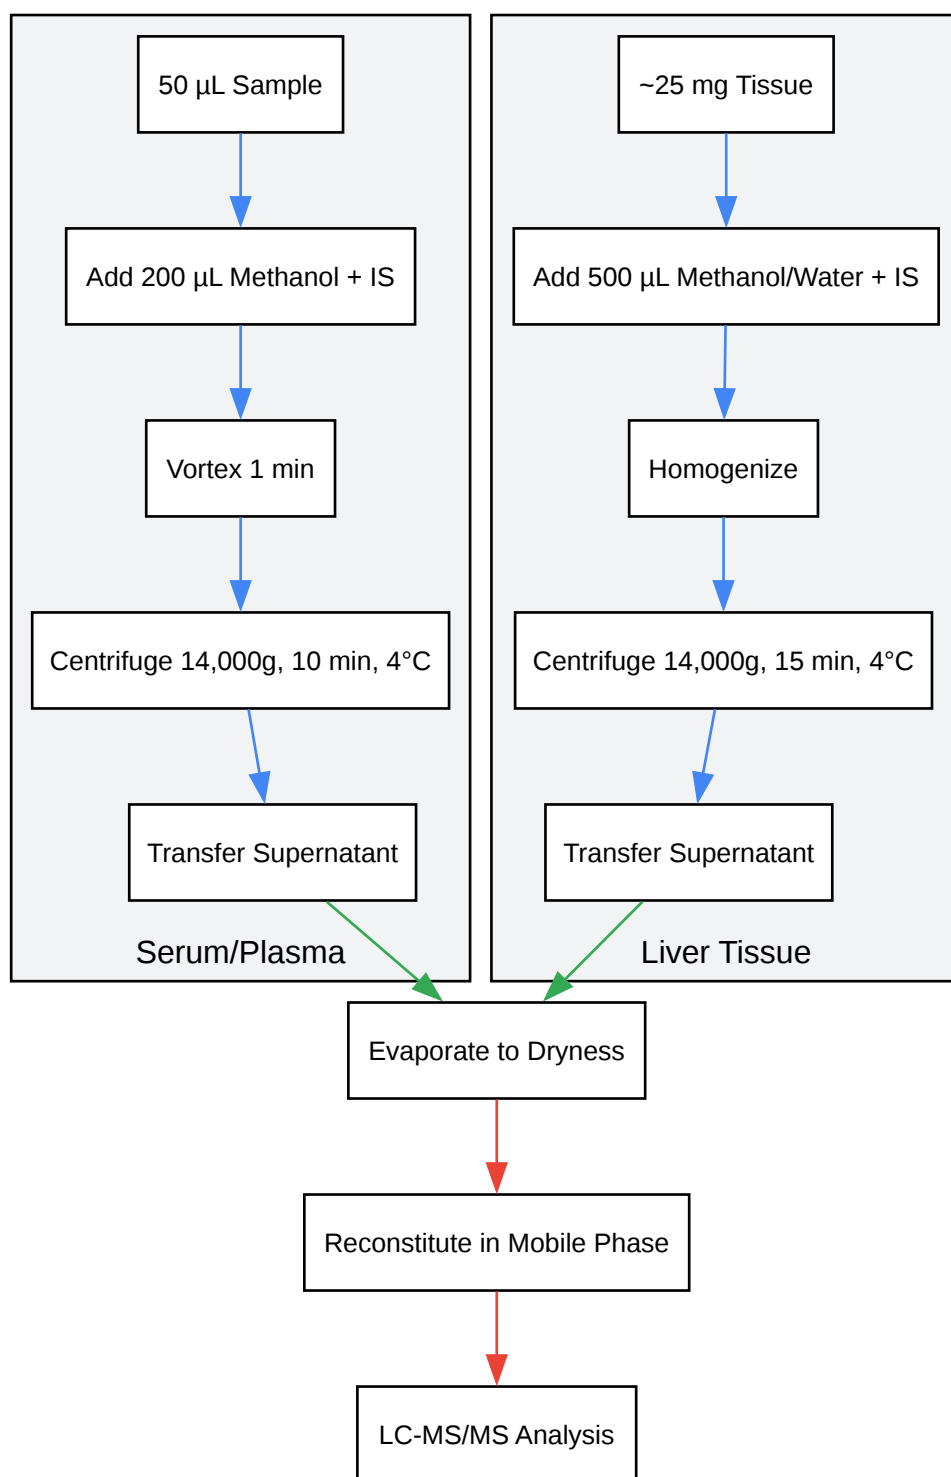 50 µL Sample
Add 200 µL Methanol + IS
Vortex 1 min
Centrifuge 14,000g, 10 min, 4°C
Transfer Supernatant
Serum/Plasma
~25 mg Tissue
Add 500 µL Methanol/Water + IS
Homogenize
Centrifuge 14,000g, 15 min, 4°C
Transfer Supernatant
Liver Tissue
Evaporate to Dryness
Reconstitute in Mobile Phase
LC-MS/MS Analysis